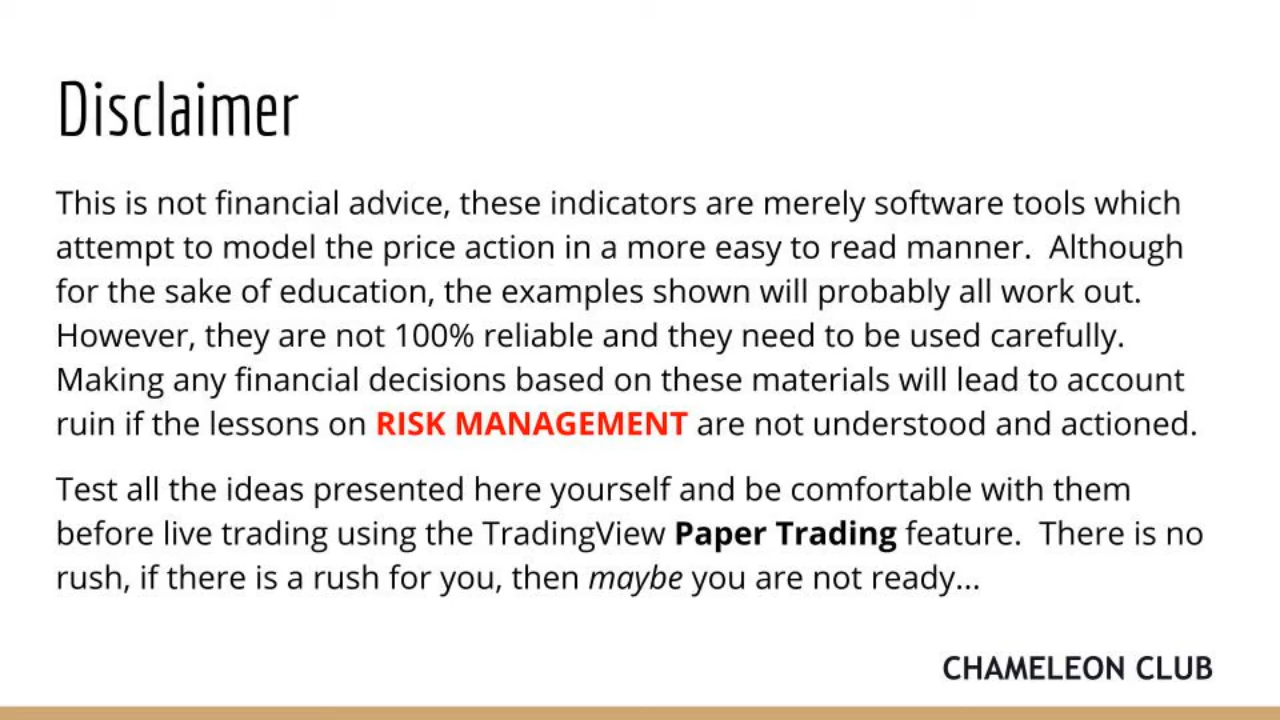 Disclaimer
This is not financial advice, these indicators are merely software tools which
attempt to model the price action in a more easy to read manner.  Although
for the sake of education, the examples shown will probably all work out.
However, they are not 100% reliable and they need to be used carefully.
Making any financial decisions based on these materials will lead to account
ruin if the lessons on RISK MANAGEMENT are not understood and actioned.
Test all the ideas presented here yourself and be comfortable with them
before live trading using the TradingView Paper Trading feature.  There is no
rush, if there is a rush for you, then maybe you are not ready...
CHAMELEON CLUB